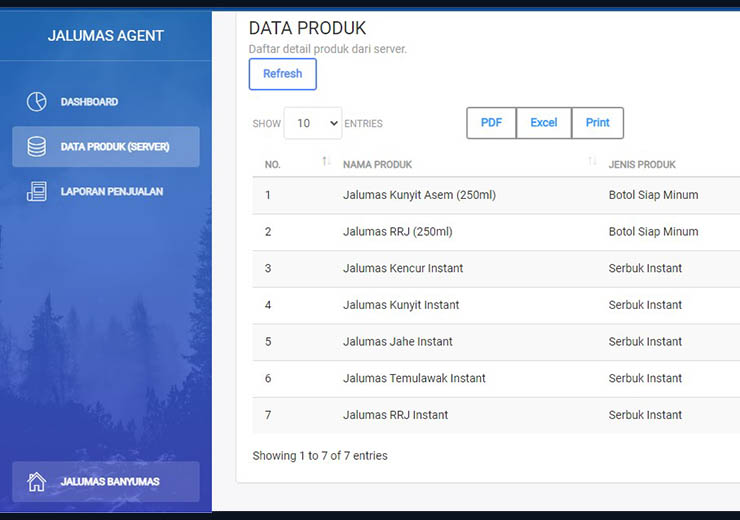 JALUMAS AGENT
DASHBOARD
DATA PRODUK (SERVER)
LAPORAN PENJUALAN
JALUMAS BANYUMAS
DATA PRODUK
Daftar detail produk dari server.
Refresh
SHOW 10 ENTRIES
PDF Excel Print
NO. NAMA PRODUK JENIS PRODUK
1 Jalumas Kunyit Asem (250ml) Botol Siap Minum
2 Jalumas RRJ (250ml) Botol Siap Minum
3 Jalumas Kencur Instant Serbuk Instant
4 Jalumas Kunyit Instant Serbuk Instant
5 Jalumas Jahe Instant Serbuk Instant
6 Jalumas Temulawak Instant Serbuk Instant
7 Jalumas RRJ Instant Serbuk Instant
Showing 1 to 7 of 7 entries